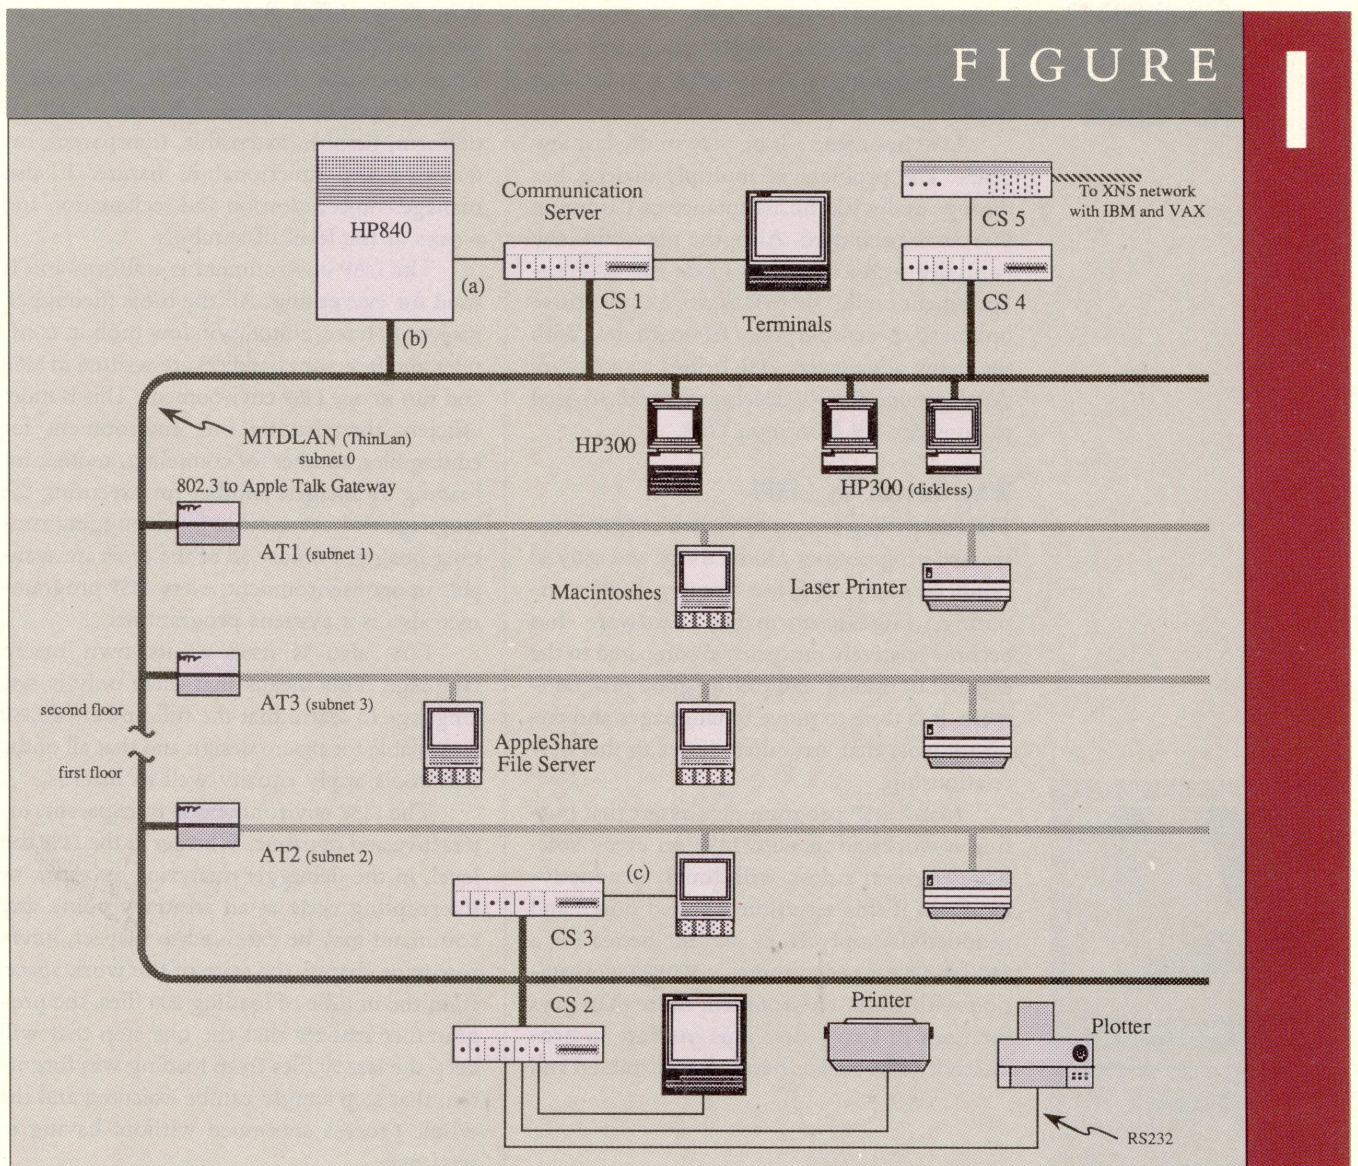 FIGURE 1
HP840
Communication
Server
(a)
(b)
CS 1
Terminals
CS 5
To XNS network
with IBM and VAX
CS 4
MTDLAN (ThinLan)
subnet 0
802.3 to Apple Talk Gateway
HP300
HP300 (diskless)
AT1 (subnet 1)
Macintoshes
Laser Printer
AT3 (subnet 3)
second floor
first floor
AppleShare
File Server
AT2 (subnet 2)
(c)
CS 3
CS 2
Printer
Plotter
RS232